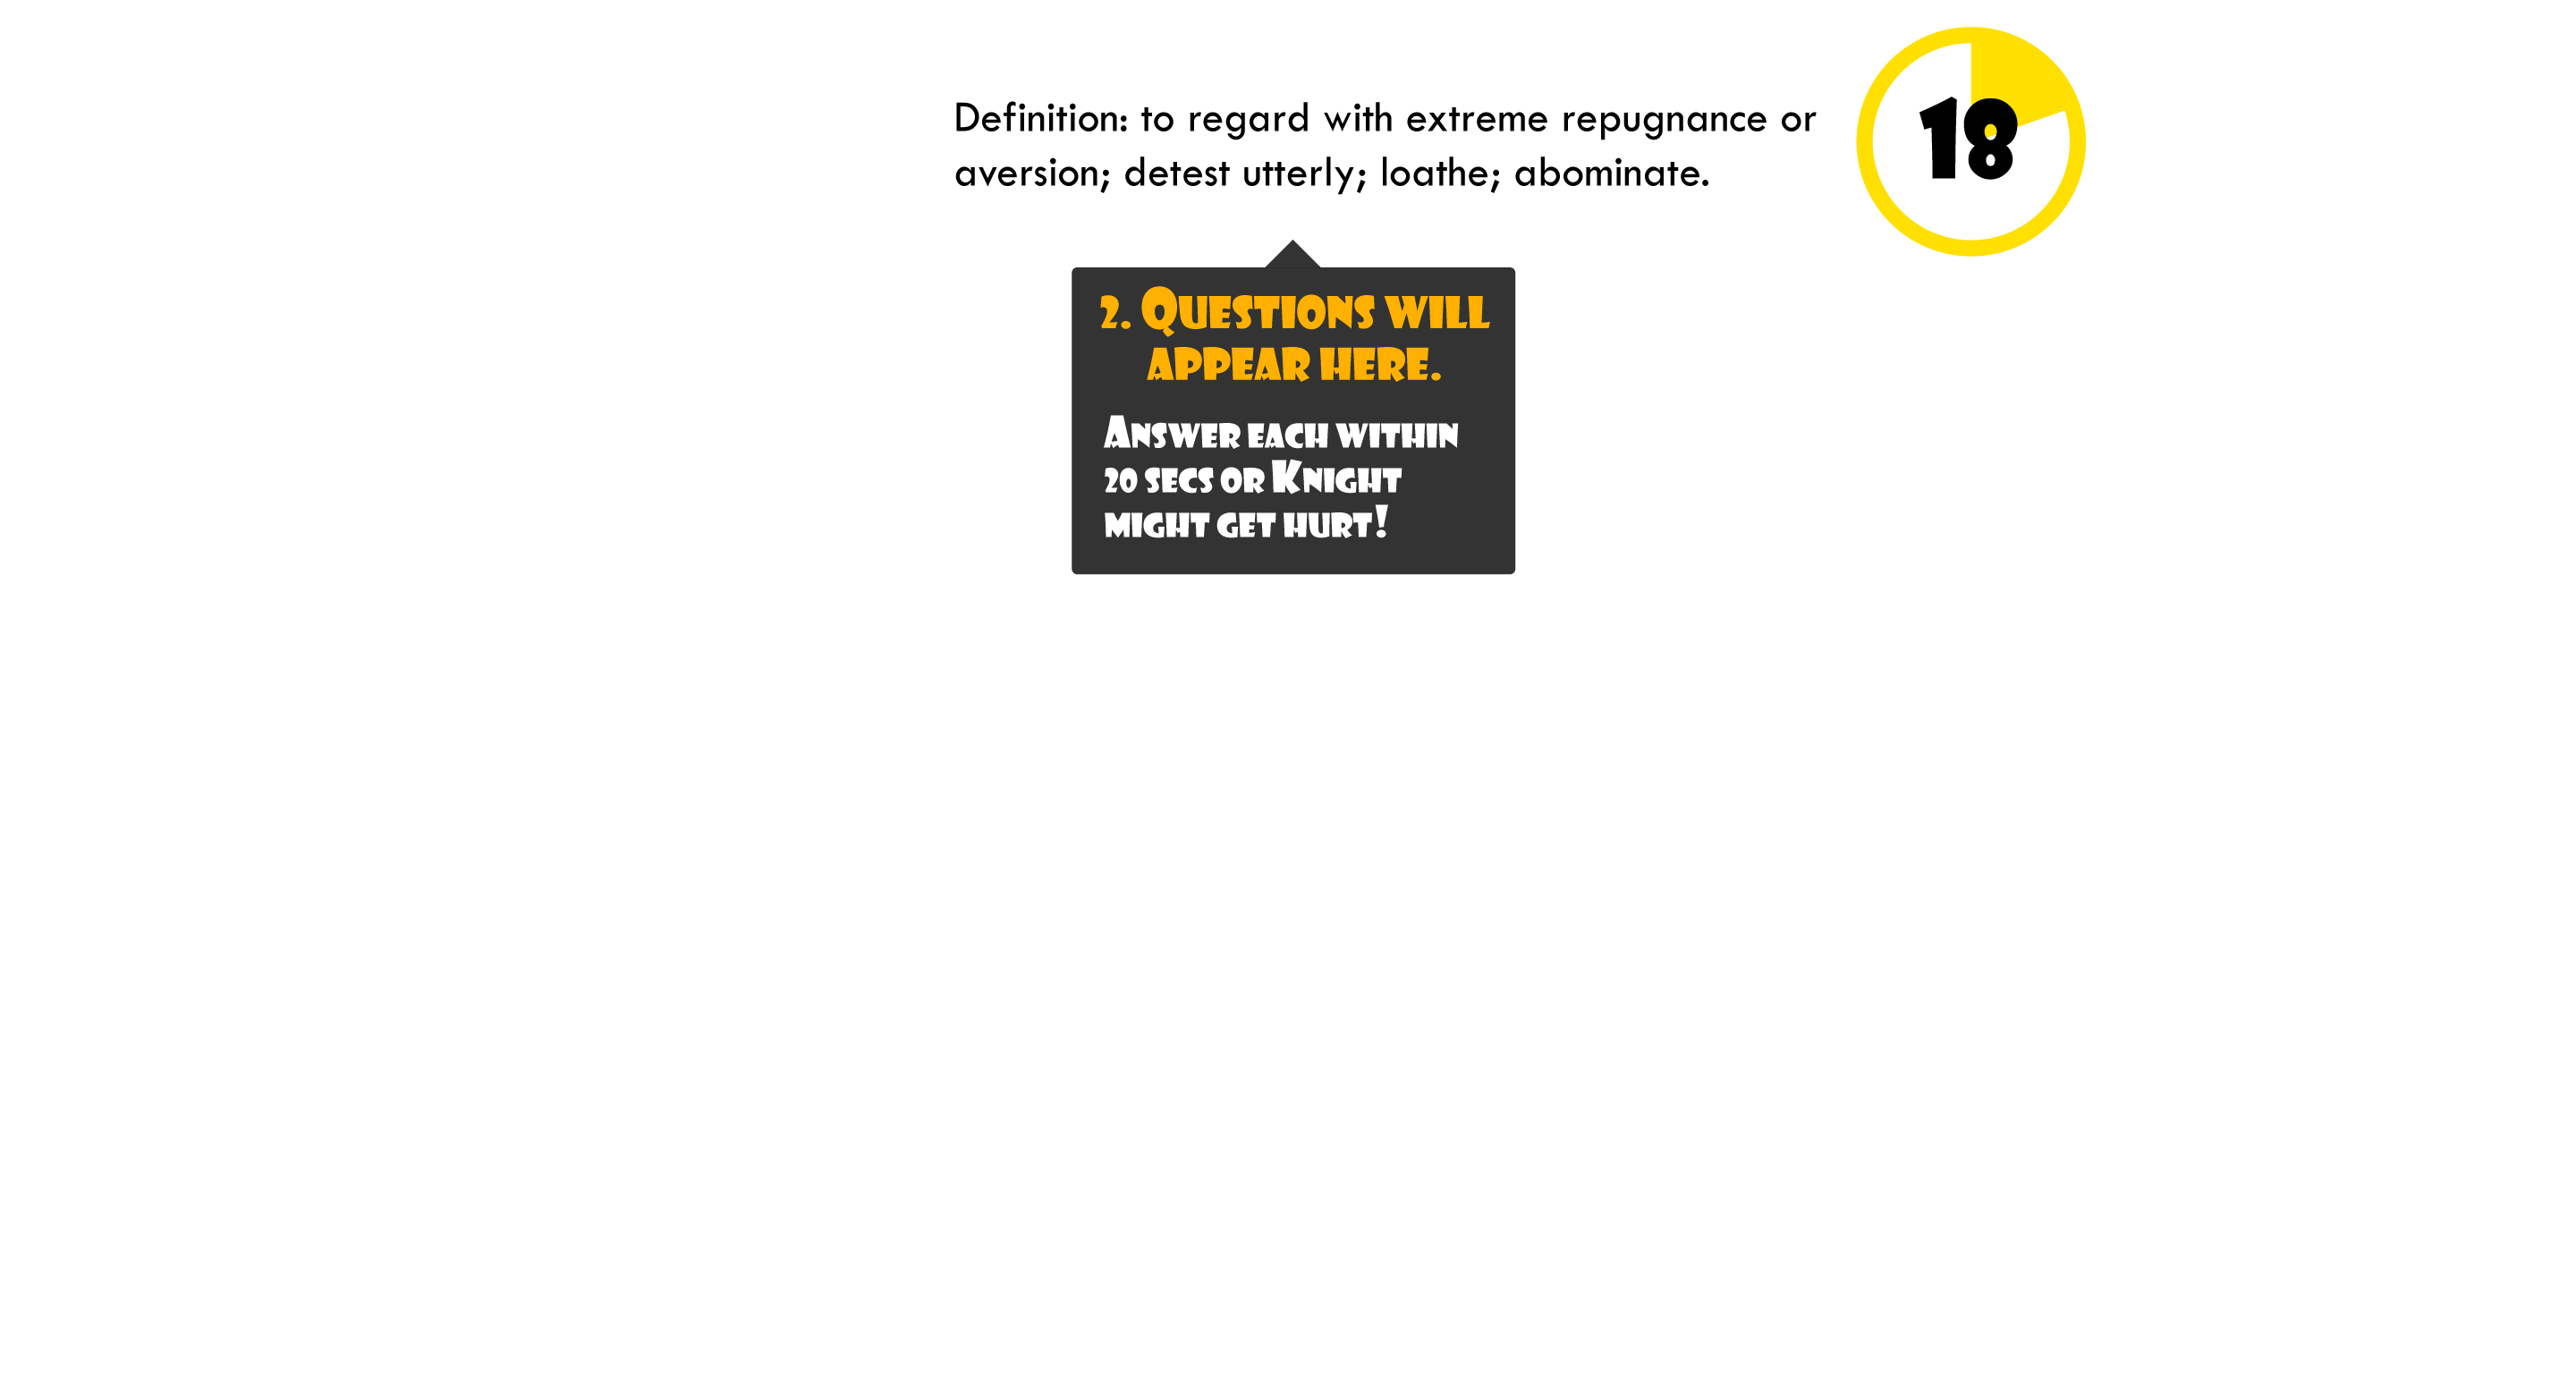 Definition: to regard with extreme repugnance or
aversion; detest utterly; loathe; abominate.
18
2. Questions will
appear here.
Answer each within
20 secs or Knight
might get hurt!